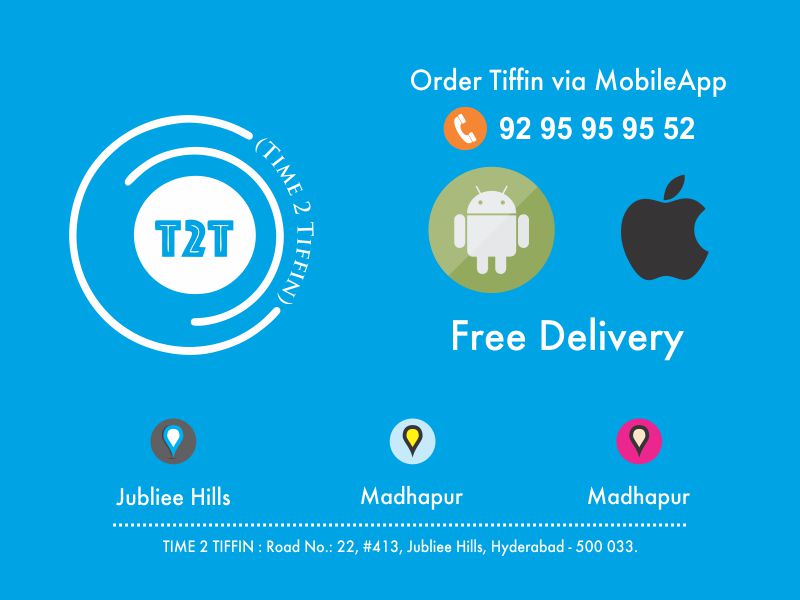 Order Tiffin via MobileApp
92 95 95 95 52
T2T
(TIME 2 TIFFIN)
Free Delivery
Jubliee Hills
Madhapur
Madhapur
TIME 2 TIFFIN : Road No.: 22, #413, Jubliee Hills, Hyderabad - 500 033.